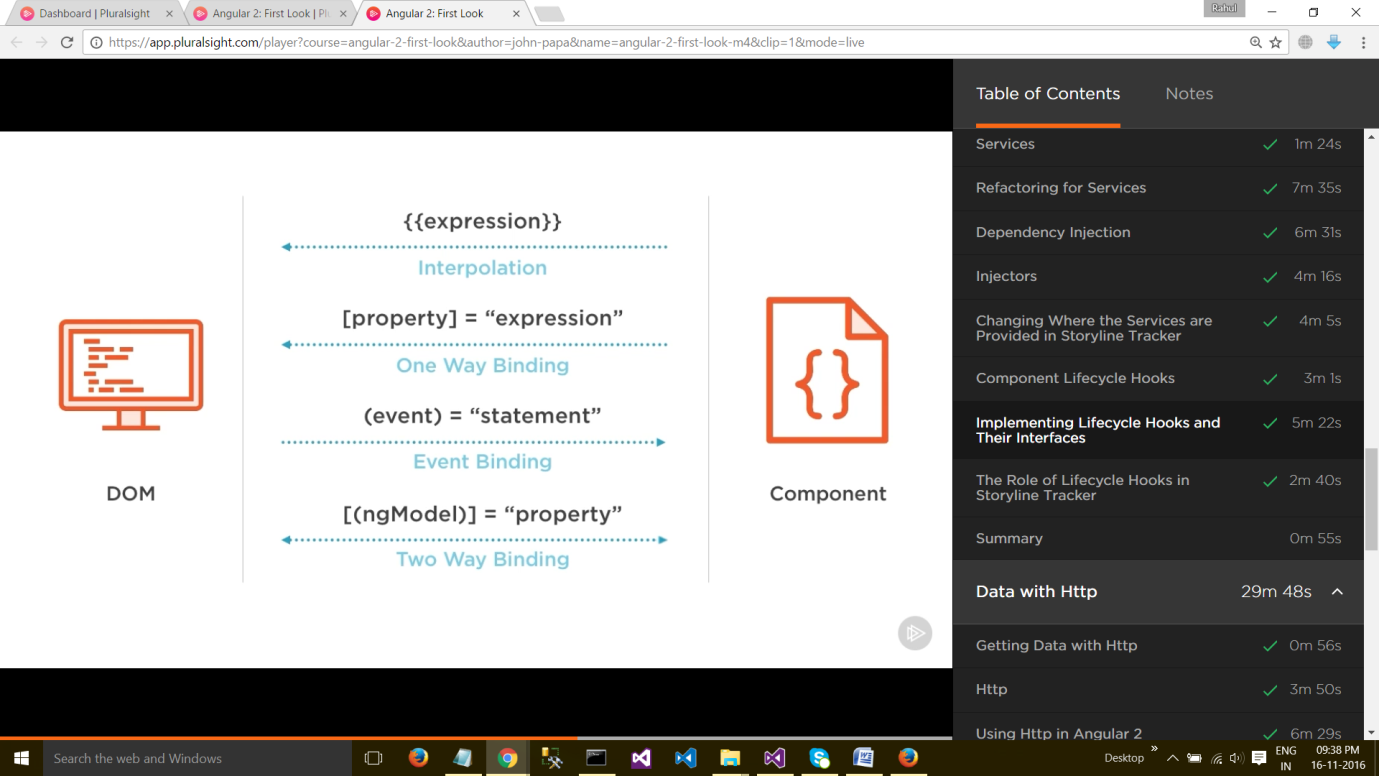 Dashboard | Pluralsight
Angular 2: First Look | Plu
Angular 2: First Look
Rahul
https://app.pluralsight.com/player?course=angular-2-first-look&author=john-papa&name=angular-2-first-look-m4&clip=1&mode=live
{{expression}}
Interpolation
[property] = “expression”
One Way Binding
(event) = “statement”
Event Binding
[(ngModel)] = “property”
Two Way Binding
DOM
Component
Table of Contents
Notes
Services 1m 24s
Refactoring for Services 7m 35s
Dependency Injection 6m 31s
Injectors 4m 16s
Changing Where the Services are
Provided in Storyline Tracker 4m 5s
Component Lifecycle Hooks 3m 1s
Implementing Lifecycle Hooks and
Their Interfaces 5m 22s
The Role of Lifecycle Hooks in
Storyline Tracker 2m 40s
Summary 0m 55s
Data with Http 29m 48s
Getting Data with Http 0m 56s
Http 3m 50s
Using Http in Angular 2 6m 29s
Search the web and Windows
Desktop
ENG
IN
09:38 PM
16-11-2016